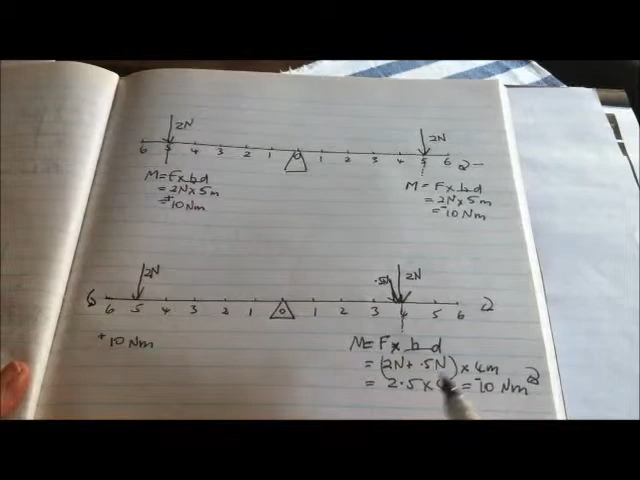 2N 2N
6 5 4 3 2 1 0 1 2 3 4 5 6
M = F x ⊥d
= 2N x 5m
= +10 Nm
M = F x ⊥d
= 2N x 5m
= -10 Nm
2N .5N 2N
6 5 4 3 2 1 0 1 2 3 4 5 6
+10 Nm
M = F x ⊥d
= (2N + .5N) x 4m
= 2.5 x = -10 Nm